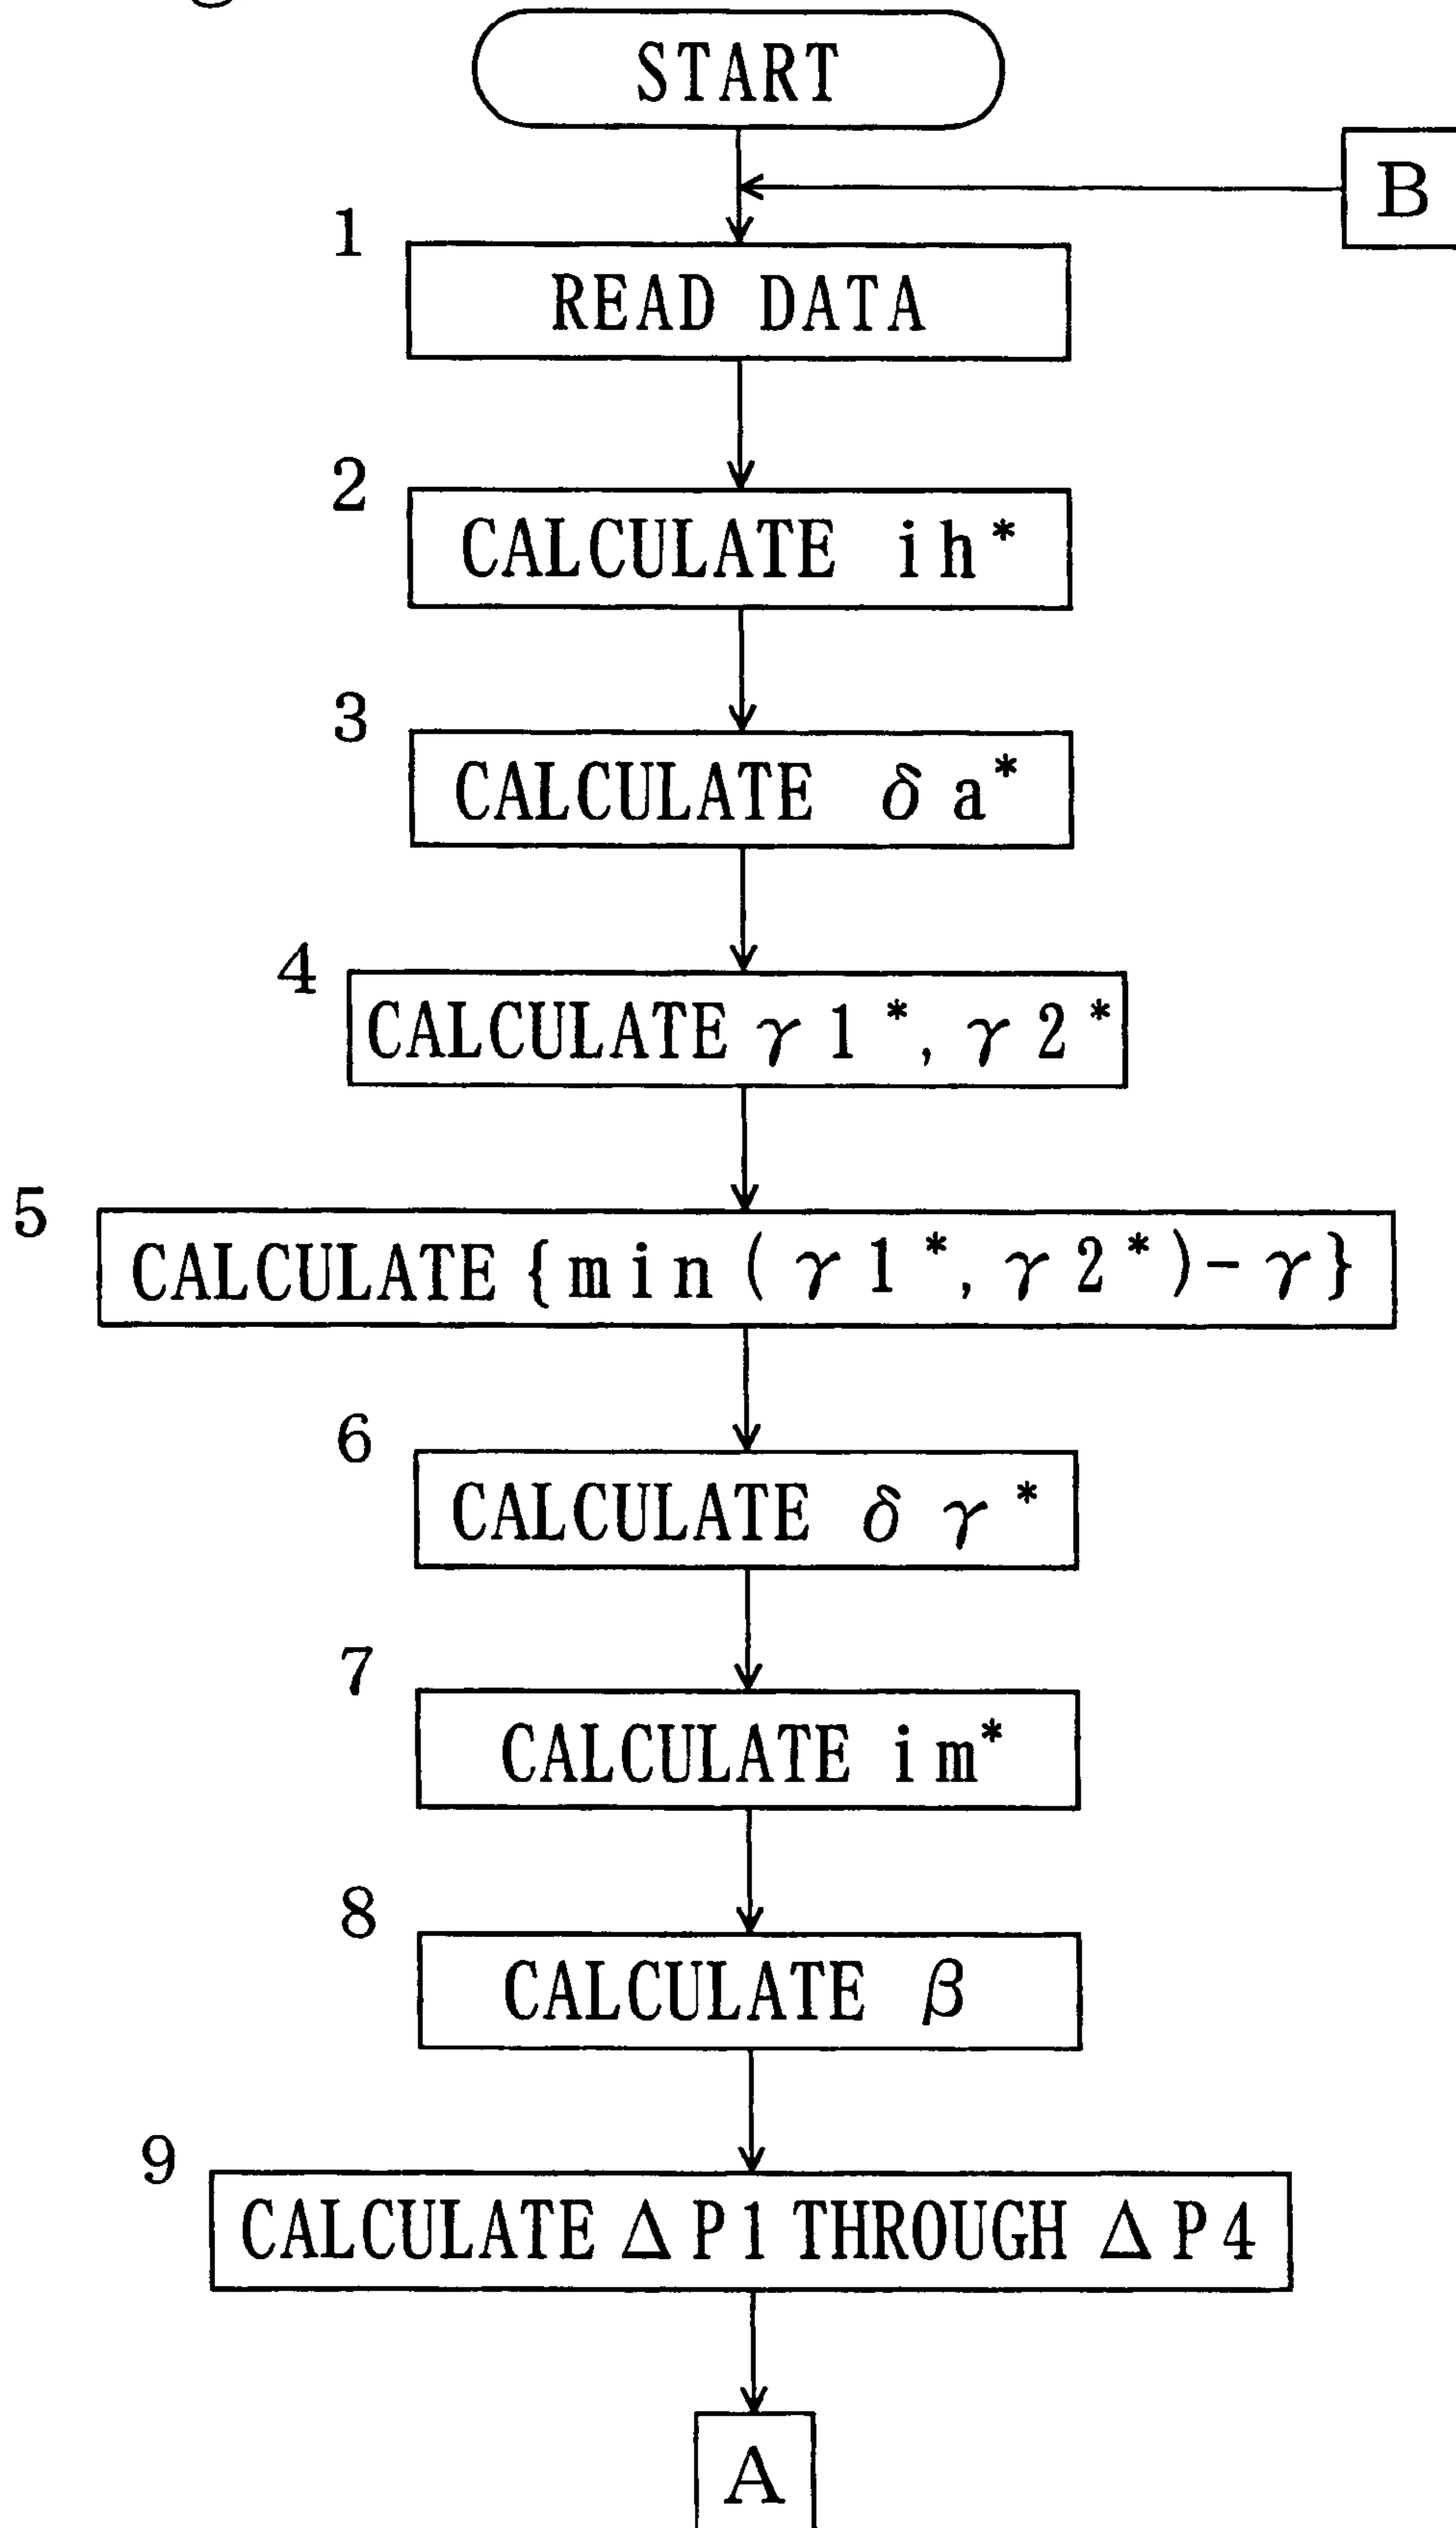 START
B
1
READ DATA
2
CALCULATE ih*
3
CALCULATE δa*
4
CALCULATE γ1*, γ2*
5
CALCULATE {min(γ1*, γ2*)-γ}
6
CALCULATE δγ*
7
CALCULATE im*
8
CALCULATE β
9
CALCULATE ΔP1 THROUGH ΔP4
A